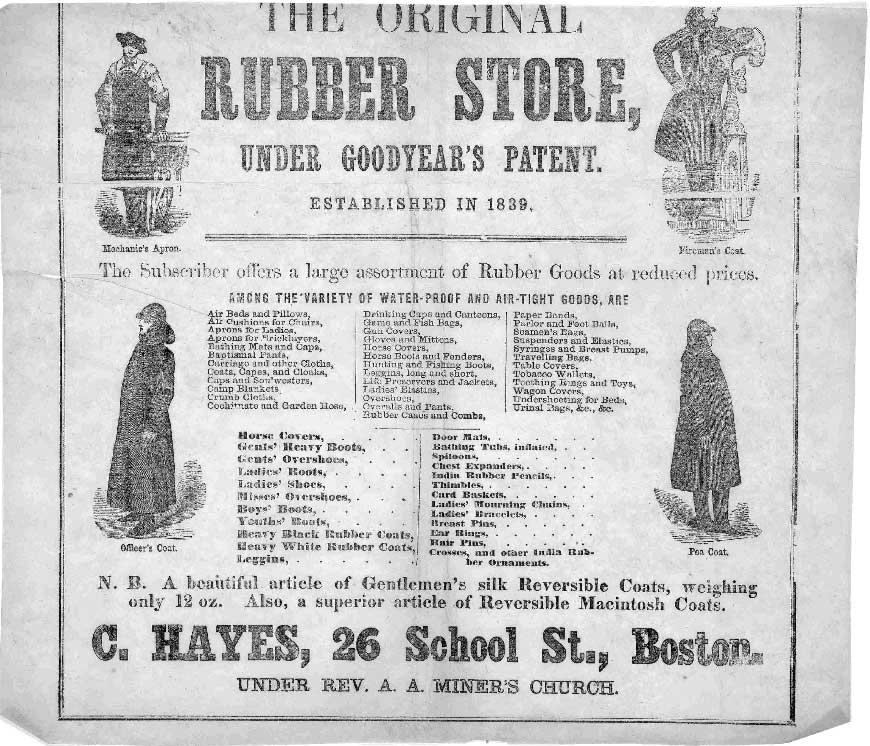 THE ORIGINAL
RUBBER STORE,
UNDER GOODYEAR'S PATENT.
ESTABLISHED IN 1839.
Mechanic's Apron.
Fireman's Coat.
The Subscriber offers a large assortment of Rubber Goods at reduced prices.
AMONG THE VARIETY OF WATER-PROOF AND AIR-TIGHT GOODS, ARE
Air Beds and Pillows,
Air Cushions for Chairs,
Aprons for Ladies,
Aprons for Bricklayers,
Bathing Mats and Caps,
Baptismal Pants,
Carriage and other Cloths,
Coats, Capes, and Cloaks,
Caps and Sou'westers,
Camp Blankets
Crumb Cloths,
Cochituate and Garden Hose,
Drinking Cups and Canteens,
Game and Fish Bags,
Gun Covers,
Gloves and Mittens,
Horse Covers,
Horse Boots and Fenders,
Hunting and Fishing Boots,
Leggins, long and short,
Life Preservers and Jackets,
Ladies' Elastics,
Overshoes,
Overalls and Pants,
Rubber Canes and Combs,
Paper Bands,
Parlor and Foot Balls,
Seamen's Bags,
Suspenders and Elastics,
Syringes and Breast Pumps,
Travelling Bags,
Table Covers,
Tobacco Wallets,
Teething Rings and Toys,
Wagon Covers,
Undersheeting for Beds,
Urinal Bags, &c., &c.
Horse Covers,
Gents' Heavy Boots,
Gents' Overshoes,
Ladies' Boots,
Ladies' Shoes,
Misses' Overshoes,
Boys' Boots,
Youths' Boots,
Heavy Black Rubber Coats,
Heavy White Rubber Coats,
Leggins,
Door Mats,
Bathing Tubs, inflated,
Spitoons,
Chest Expanders,
India Rubber Pencils,
Thimbles,
Card Baskets,
Ladies' Mourning Chains,
Ladies' Bracelets,
Breast Pins,
Ear Rings,
Hair Pins,
Crosses, and other India Rub-
ber Ornaments.
Officer's Coat.
Pea Coat.
N. B. A beautiful article of Gentlemen's silk Reversible Coats, weighing
only 12 oz. Also, a superior article of Reversible Macintosh Coats.
C. HAYES, 26 School St., Boston.
UNDER REV. A. A. MINER'S CHURCH.